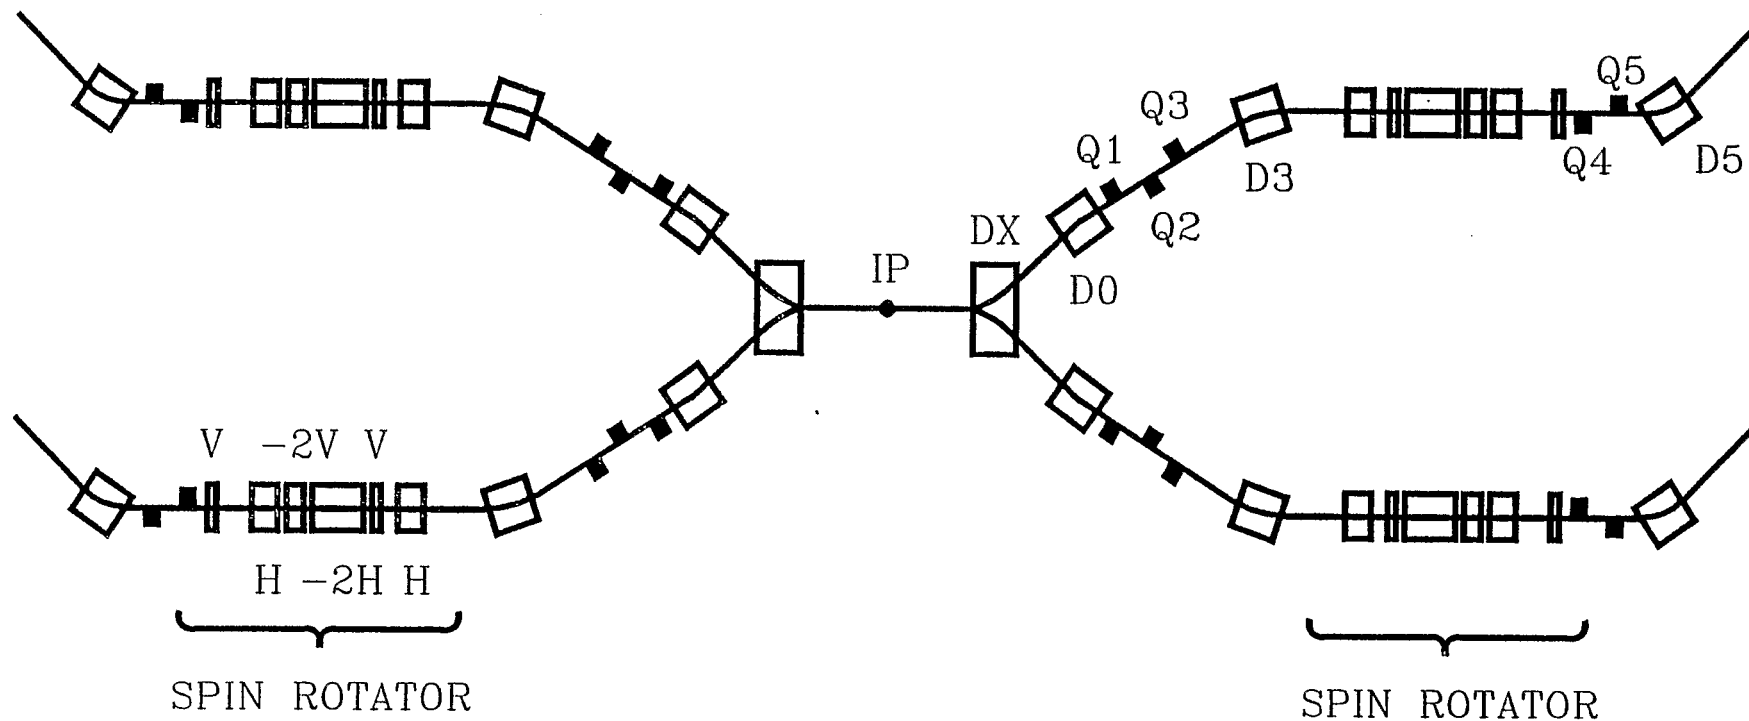 Q5
Q3
Q1
Q4
D5
D3
Q2
DX
IP
D0
V -2V V
H -2H H
SPIN ROTATOR
SPIN ROTATOR